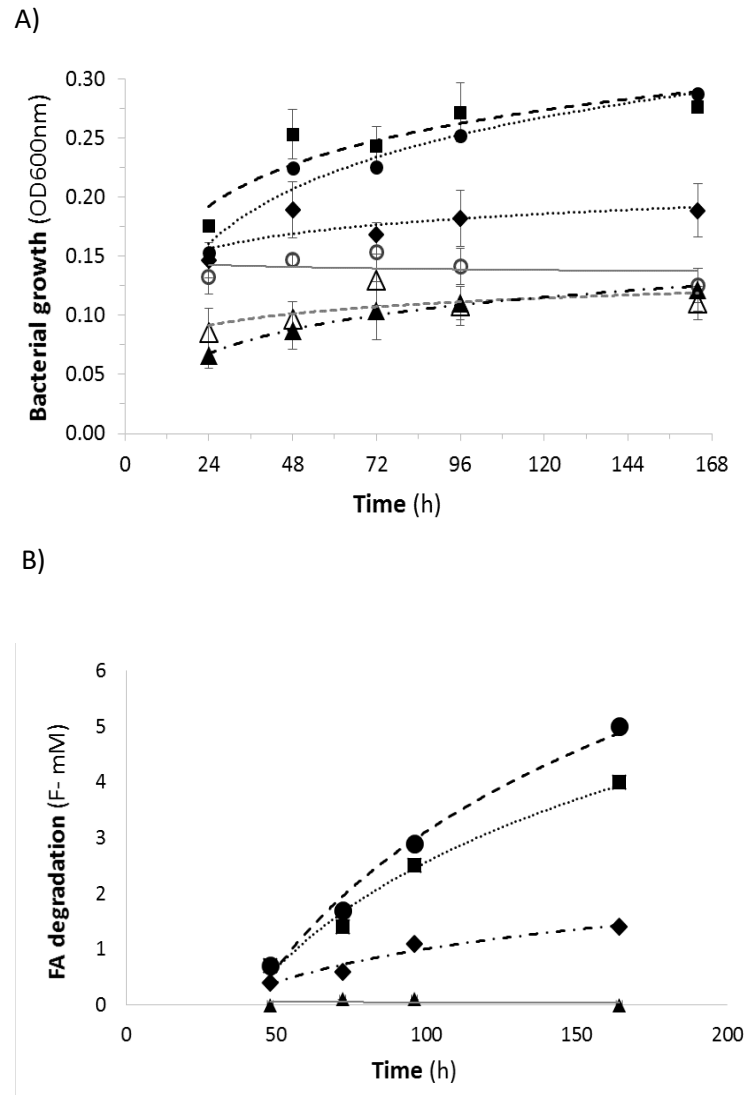 A)
0.30
0.25
0.20
0.15
0.10
0.05
0.00
Bacterial growth (OD600nm)
0 24 48 72 96 120 144 168
Time (h)
B)
6
5
4
3
2
1
0
FA degradation (F- mM)
0 50 100 150 200
Time (h)